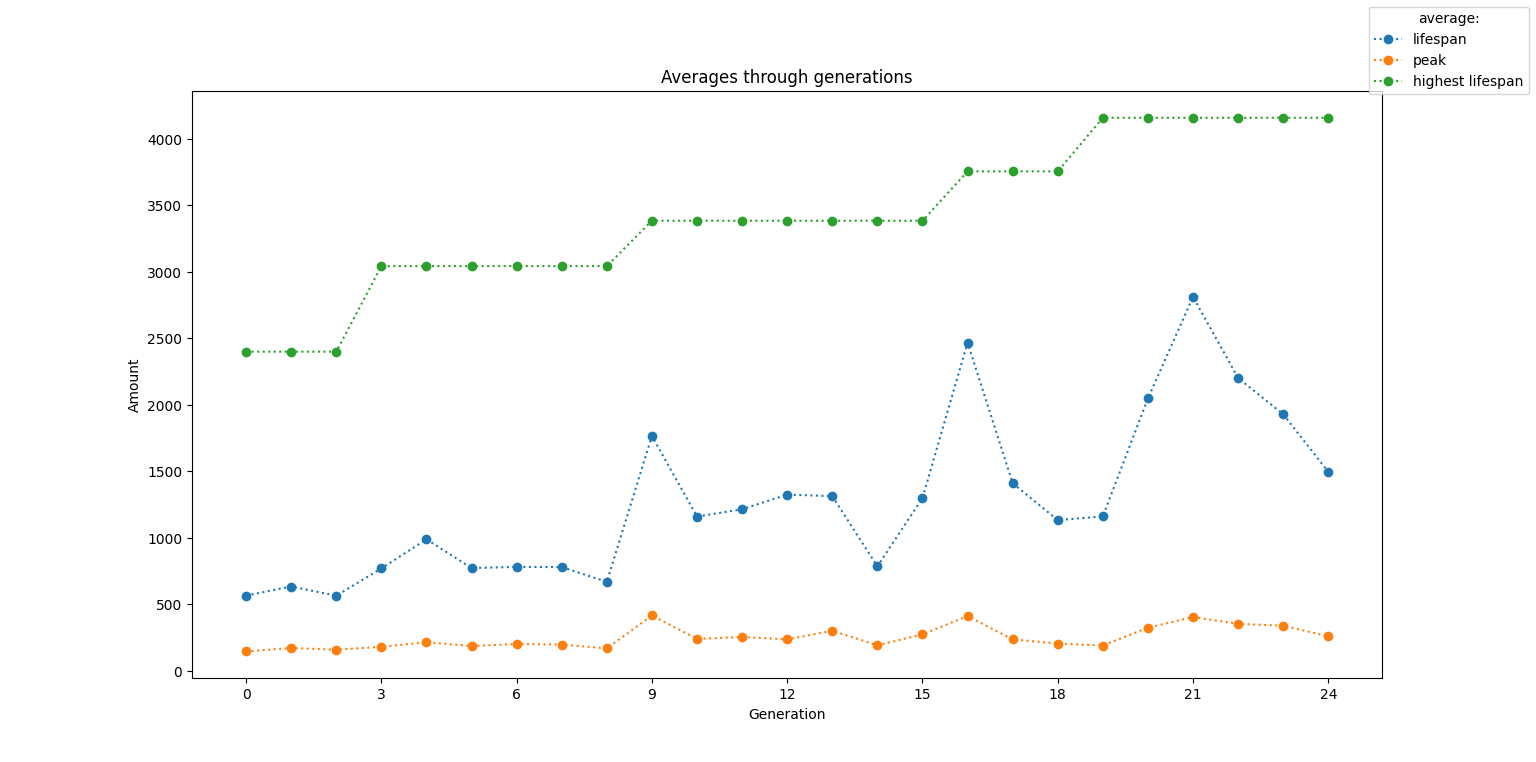 average:
lifespan
peak
highest lifespan
Averages through generations
4000
3500
3000
2500
2000
1500
1000
500
0
Amount
0 3 6 9 12 15 18 21 24
Generation